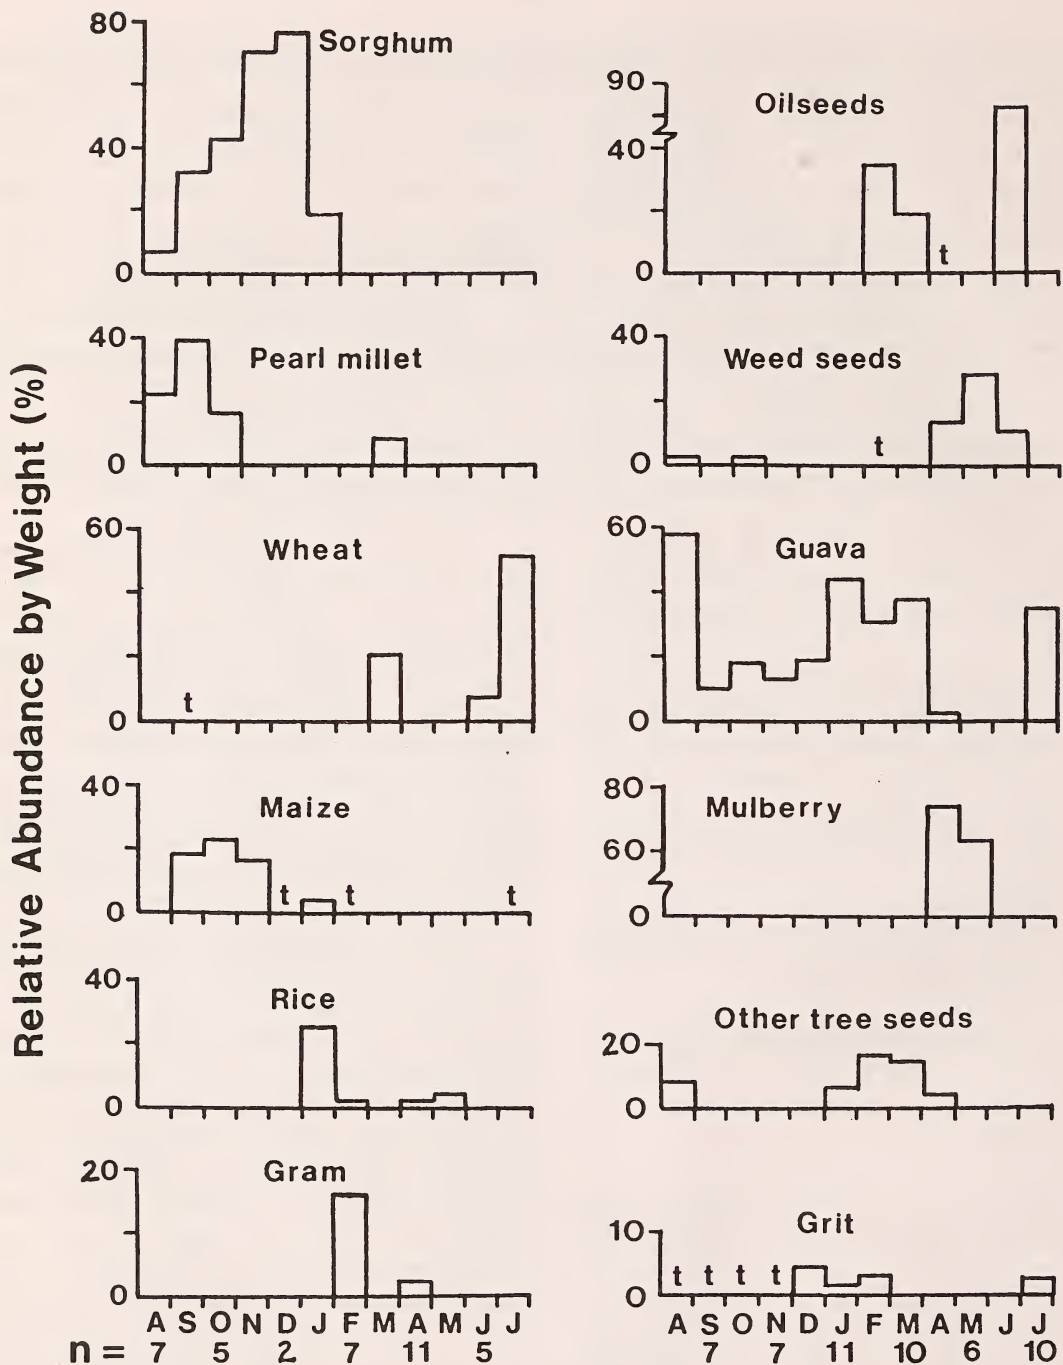 Relative Abundance by Weight (%)
80
40
0
Sorghum
40
0
Pearl millet
60
0
Wheat
t
40
0
Maize
t t t
40
0
Rice
20
0
Gram
A S O N D J F M A M J J
n = 7 5 2 7 11 5
90
40
0
Oilseeds
t
40
0
Weed seeds
t
60
0
Guava
80
60
0
Mulberry
20
0
Other tree seeds
10
0
Grit
t t t t
A S O N D J F M A M J J
7 7 11 10 6 10